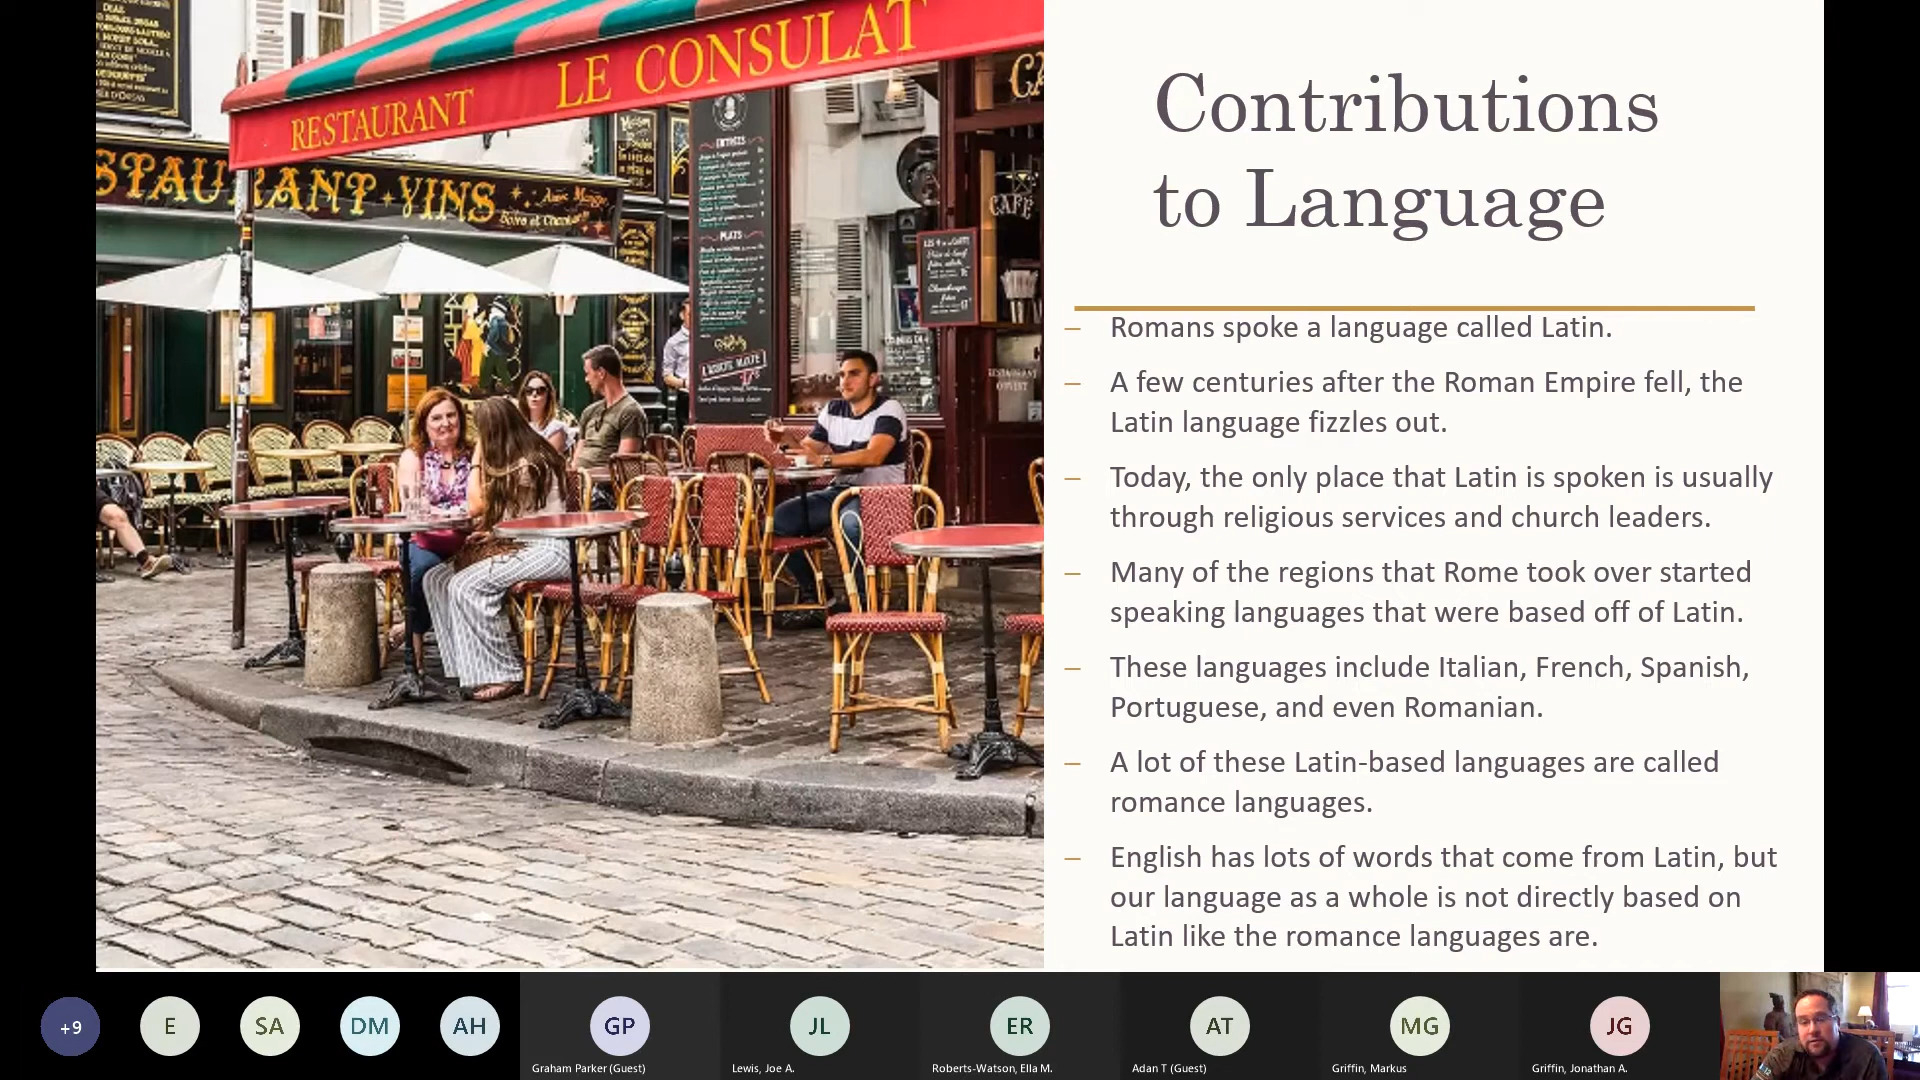 LE CONSULAT
RESTAURANT
CAFÉ
STAURANT VINS
ENTRÉES
PLATS
Contributions
to Language
– Romans spoke a language called Latin.
– A few centuries after the Roman Empire fell, the
Latin language fizzles out.
– Today, the only place that Latin is spoken is usually
through religious services and church leaders.
– Many of the regions that Rome took over started
speaking languages that were based off of Latin.
– These languages include Italian, French, Spanish,
Portuguese, and even Romanian.
– A lot of these Latin-based languages are called
romance languages.
– English has lots of words that come from Latin, but
our language as a whole is not directly based on
Latin like the romance languages are.
+9
E
SA
DM
AH
GP
Graham Parker (Guest)
JL
Lewis, Joe A.
ER
Roberts-Watson, Ella M.
AT
Adan T (Guest)
MG
Griffin, Markus
JG
Griffin, Jonathan A.